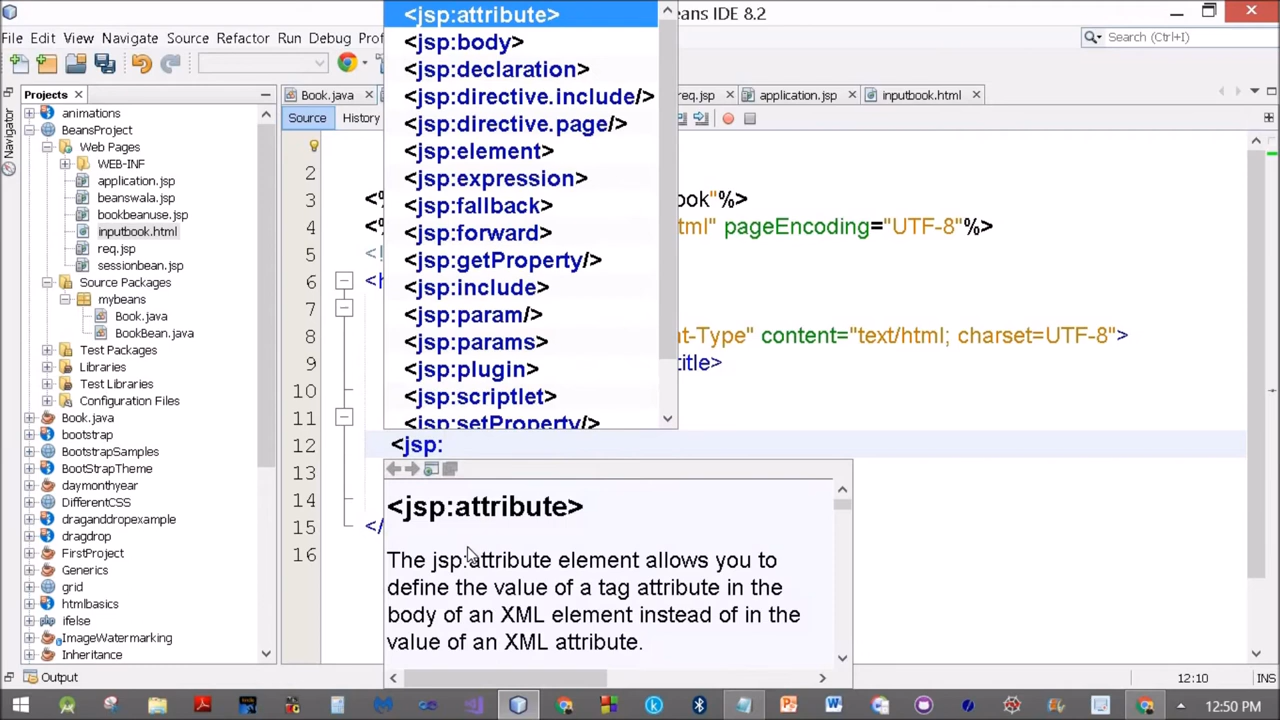 <jsp:attribute>
eans IDE 8.2
<jsp:body>
File Edit View Navigate Source Refactor Run Debug Prof
Search (Ctrl+I)
<jsp:declaration>
<jsp:directive.include/>
<jsp:directive.page/>
<jsp:element>
<jsp:expression>
<jsp:fallback>
<jsp:forward>
<jsp:getProperty/>
<jsp:include>
<jsp:param/>
<jsp:params>
<jsp:plugin>
<jsp:scriptlet>
<jsp:setProperty/>
Projects
Navigator
animations
BeansProject
Web Pages
WEB-INF
application.jsp
beanswala.jsp
bookbeanuse.jsp
inputbook.html
req.jsp
sessionbean.jsp
Source Packages
mybeans
Book.java
BookBean.java
Test Packages
Libraries
Test Libraries
Configuration Files
Book.java
bootstrap
BootstrapSamples
BootStrapTheme
daymonthyear
DifferentCSS
draganddropexample
dragdrop
FirstProject
Generics
grid
htmlbasics
ifelse
ImageWatermarking
Inheritance
Output
Book.java
req.jsp
application.jsp
inputbook.html
Source
History
2
3 <% ook"%>
4 <% ml" pageEncoding="UTF-8"%>
5 <!
6 <h
7
8 nt-Type" content="text/html; charset=UTF-8">
9 title>
10
11
12 <jsp:
13
14
15 </
16
<jsp:attribute>
The jsp:attribute element allows you to
define the value of a tag attribute in the
body of an XML element instead of in the
value of an XML attribute.
12:10 INS
12:50 PM